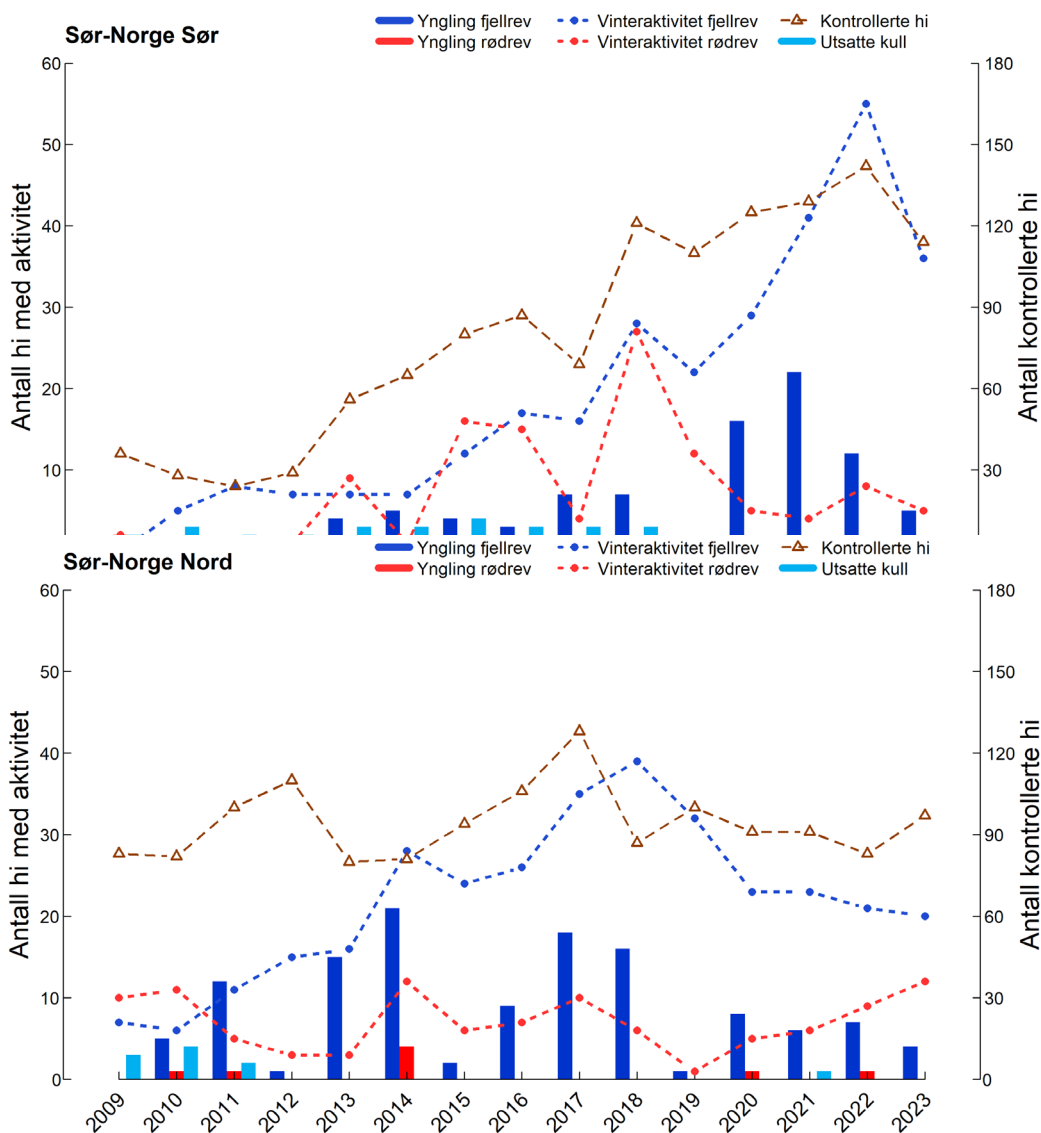 Sør-Norge Sør
Yngling fjellrev Vinteraktivitet fjellrev Kontrollerte hi
Yngling rødrev Vinteraktivitet rødrev Utsatte kull
60 180
50 150
40 120
30 90
20 60
10 30
Antall hi med aktivitet
Antall kontrollerte hi
Sør-Norge Nord
Yngling fjellrev Vinteraktivitet fjellrev Kontrollerte hi
Yngling rødrev Vinteraktivitet rødrev Utsatte kull
60 180
50 150
40 120
30 90
20 60
10 30
0 0
Antall hi med aktivitet
Antall kontrollerte hi
2009 2010 2011 2012 2013 2014 2015 2016 2017 2018 2019 2020 2021 2022 2023